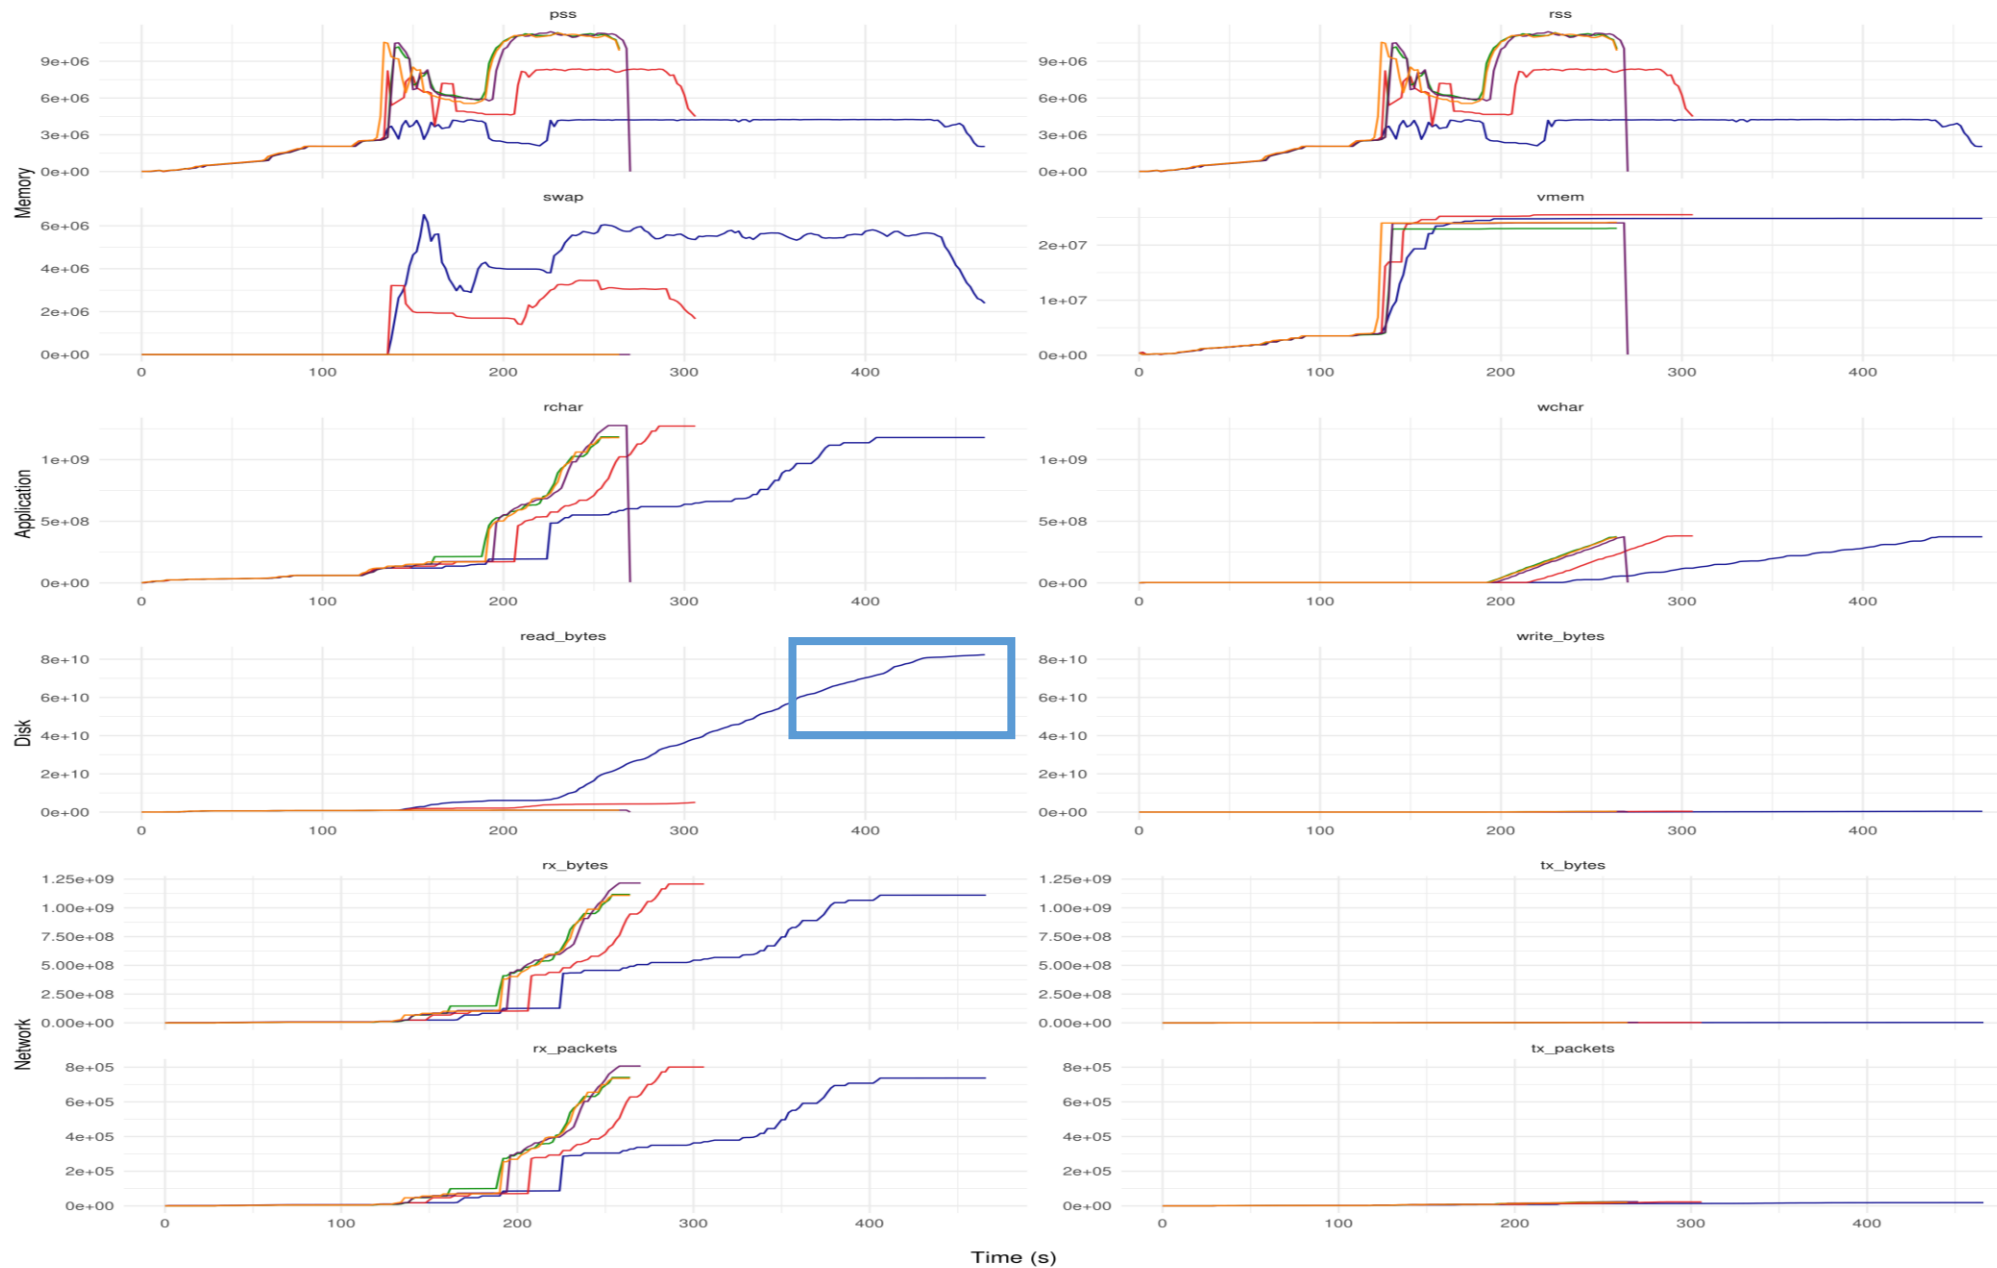 pss rss
9e+06 9e+06
6e+06 6e+06
3e+06 3e+06
0e+00 0e+00
Memory
swap vmem
6e+06
4e+06 2e+07
2e+06 1e+07
0e+00 0e+00
0 100 200 300 400 0 100 200 300 400
rchar wchar
1e+09 1e+09
Application
5e+08 5e+08
0e+00 0e+00
0 100 200 300 400 0 100 200 300 400
read_bytes write_bytes
8e+10 8e+10
6e+10 6e+10
Disk
4e+10 4e+10
2e+10 2e+10
0e+00 0e+00
0 100 200 300 400 0 100 200 300 400
rx_bytes tx_bytes
1.25e+09 1.25e+09
1.00e+09 1.00e+09
7.50e+08 7.50e+08
5.00e+08 5.00e+08
2.50e+08 2.50e+08
0.00e+00 0.00e+00
Network
rx_packets tx_packets
8e+05 8e+05
6e+05 6e+05
4e+05 4e+05
2e+05 2e+05
0e+00 0e+00
0 100 200 300 400 0 100 200 300 400
Time (s)